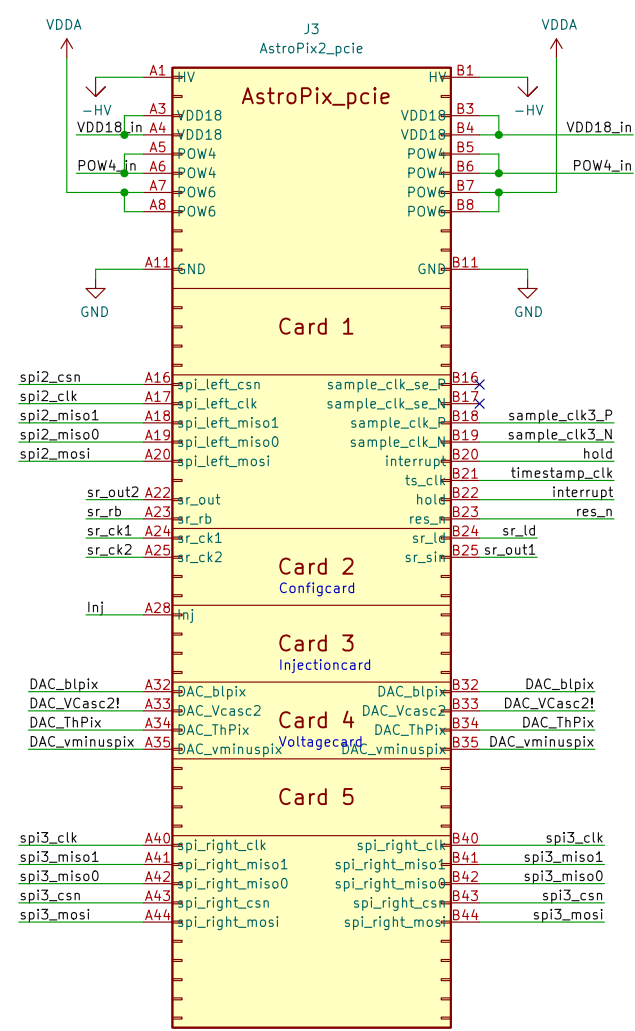 VDDA VDDA
J3
AstroPix2_pcie
A1 HV HV B1
AstroPix_pcie
-HV -HV
A3 VDD18 VDD18 B3
VDD18_in A4 VDD18 VDD18 B4 VDD18_in
A5 POW4 POW4 B5
POW4_in A6 POW4 POW4 B6 POW4_in
A7 POW6 POW6 B7
A8 POW6 POW6 B8
A11 GND GND B11
GND GND
Card 1
spi2_csn A16 spi_left_csn sample_clk_se_P B16
spi2_clk A17 spi_left_clk sample_clk_se_N B17
spi2_miso1 A18 spi_left_miso1 sample_clk_P B18 sample_clk3_P
spi2_miso0 A19 spi_left_miso0 sample_clk_N B19 sample_clk3_N
spi2_mosi A20 spi_left_mosi interrupt B20 hold
ts_clk B21 timestamp_clk
sr_out2 A22 sr_out hold B22 interrupt
sr_rb A23 sr_rb res_n B23 res_n
sr_ck1 A24 sr_ck1 sr_ld B24 sr_ld
sr_ck2 A25 sr_ck2 sr_sin B25 sr_out1
Card 2
Configcard
Inj A28 Inj
Card 3
Injectioncard
DAC_blpix A32 DAC_blpix DAC_blpix B32 DAC_blpix
DAC_VCasc2! A33 DAC_Vcasc2 DAC_Vcasc2 B33 DAC_VCasc2!
Card 4
DAC_ThPix A34 DAC_ThPix DAC_ThPix B34 DAC_ThPix
Voltagecard
DAC_vminuspix A35 DAC_vminuspix DAC_vminuspix B35 DAC_vminuspix
Card 5
spi3_clk A40 spi_right_clk spi_right_clk B40 spi3_clk
spi3_miso1 A41 spi_right_miso1 spi_right_miso1 B41 spi3_miso1
spi3_miso0 A42 spi_right_miso0 spi_right_miso0 B42 spi3_miso0
spi3_csn A43 spi_right_csn spi_right_csn B43 spi3_csn
spi3_mosi A44 spi_right_mosi spi_right_mosi B44 spi3_mosi